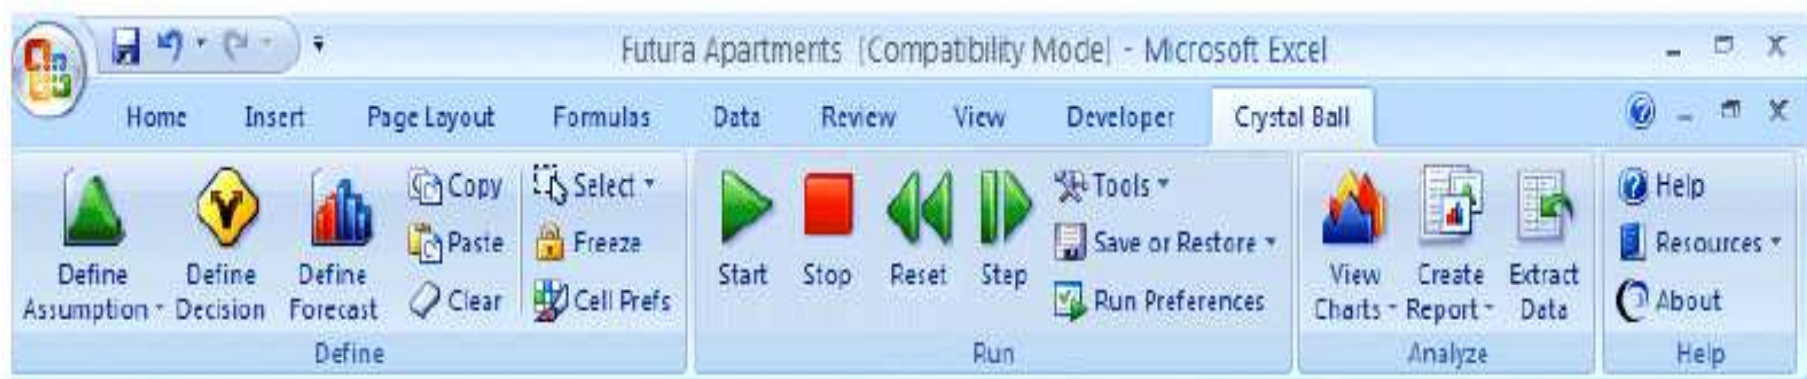 Futura Apartments [Compatibility Mode] - Microsoft Excel
Home Insert Page Layout Formulas Data Review View Developer Crystal Ball
Define Assumption
Define Decision
Define Forecast
Copy
Paste
Clear
Select
Freeze
Cell Prefs
Define
Start
Stop
Reset
Step
Tools
Save or Restore
Run Preferences
Run
View Charts
Create Report
Extract Data
Analyze
Help
Resources
About
Help